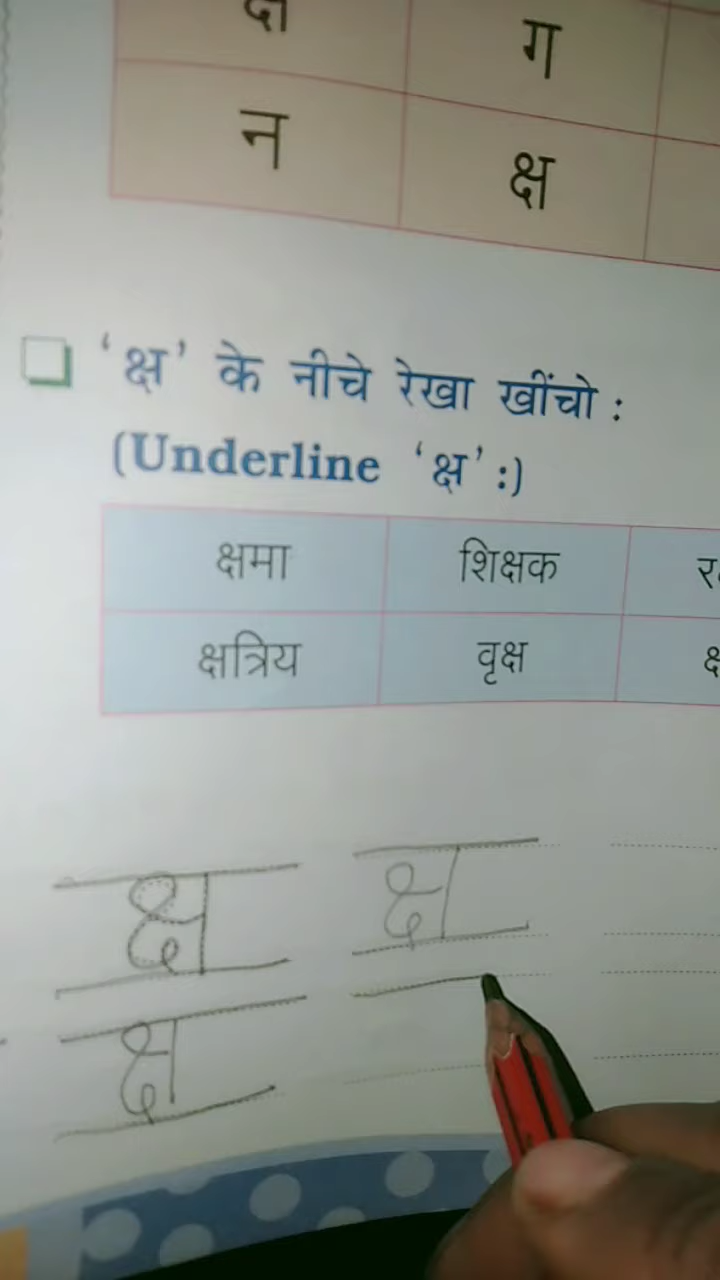 क्ष ग
न क्ष
'क्ष' के नीचे रेखा खींचो :
(Underline 'क्ष' :)
क्षमा शिक्षक
क्षत्रिय वृक्ष
क्ष क्ष
क्ष